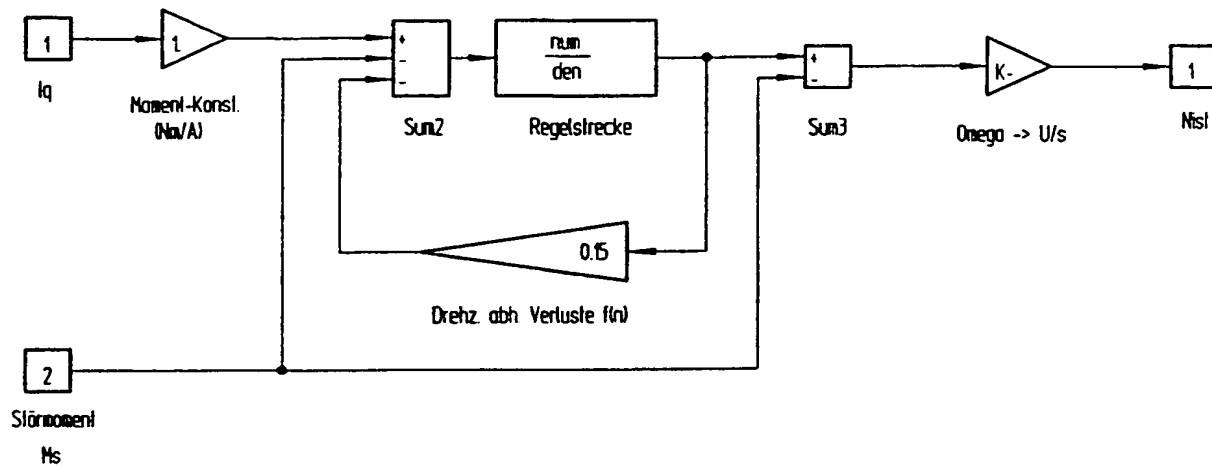 1
Iq
1.
Moment-Konst.
(Nm/A)
+
-
-
Sum2
num
den
Regelstrecke
+
-
Sum3
K-
Omega -> U/s
1
Nist
0.15
Drehz. abh Verluste f(n)
2
Störmoment
Ms